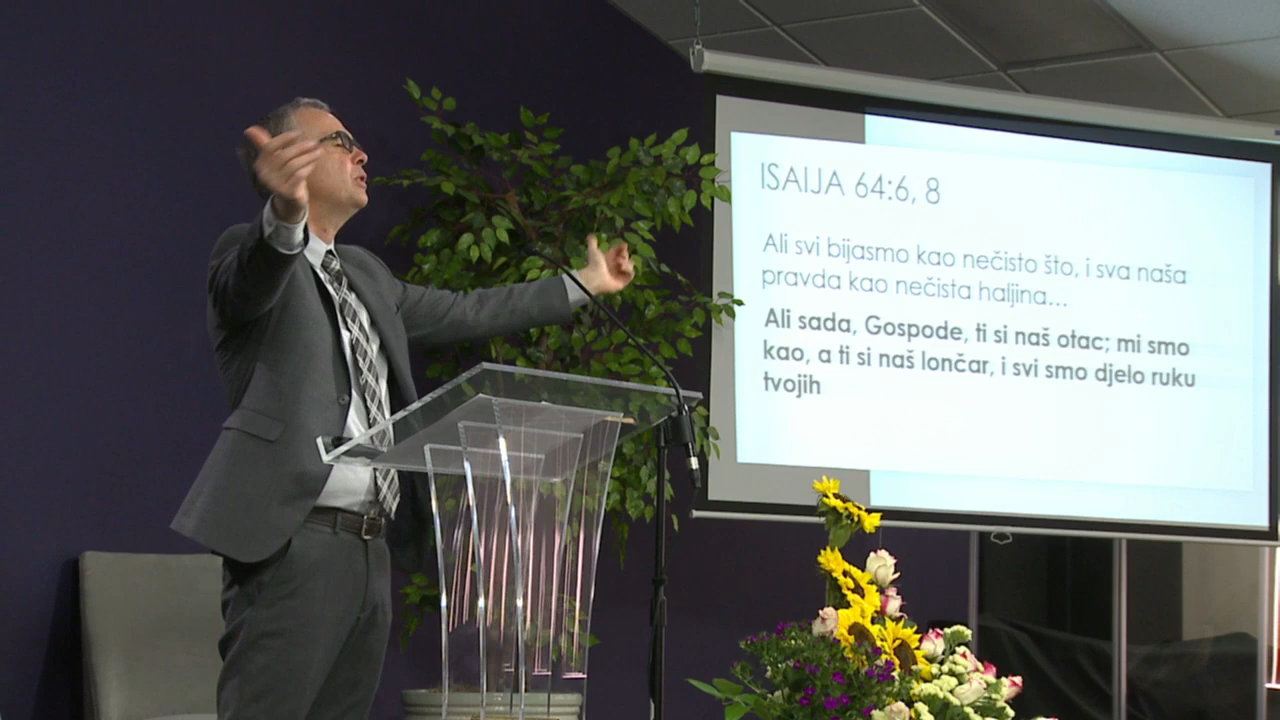 ISAIJA 64:6, 8
Ali svi bijasmo kao nečisto što, i sva naša
pravda kao nečista haljina...
Ali sada, Gospode, ti si naš otac; mi smo
kao, a ti si naš lončar, i svi smo djelo ruku
tvojih